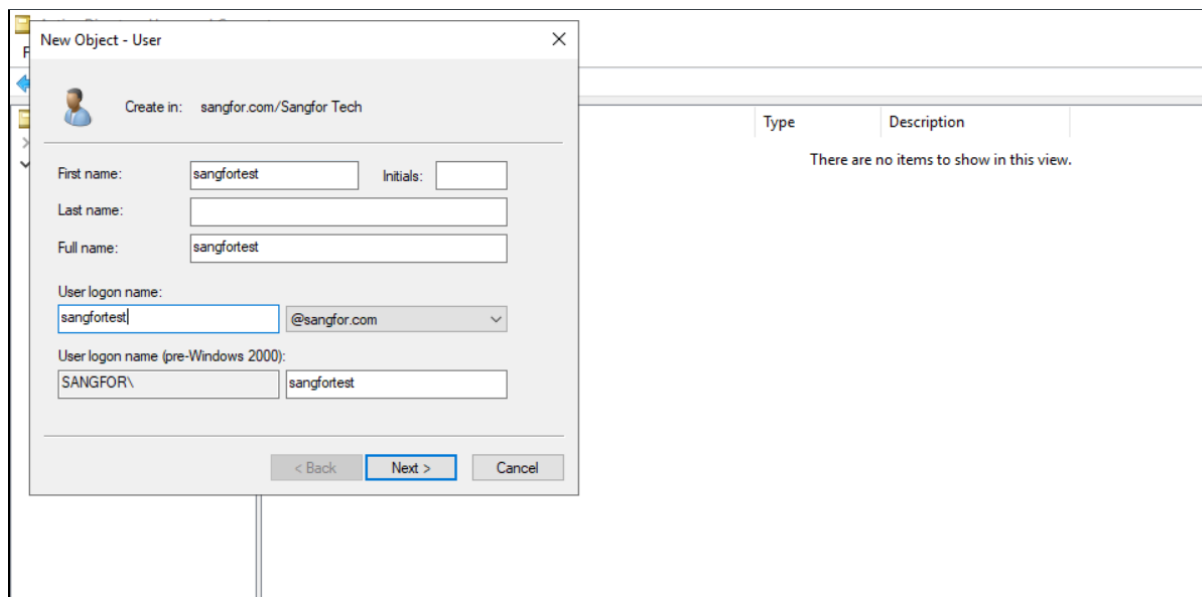 New Object - User
F
Create in: sangfor.com/Sangfor Tech
Type Description
There are no items to show in this view.
First name: sangfortest Initials:
Last name:
Full name: sangfortest
User logon name:
sangfortest @sangfor.com
User logon name (pre-Windows 2000):
SANGFOR\ sangfortest
< Back Next > Cancel